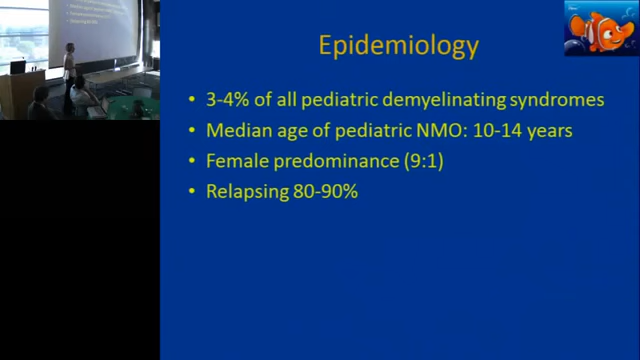 Epidemiology
• 3-4% of all pediatric demyelinating syndromes
• Median age of pediatric NMO: 10-14 years
• Female predominance (9:1)
• Relapsing 80-90%